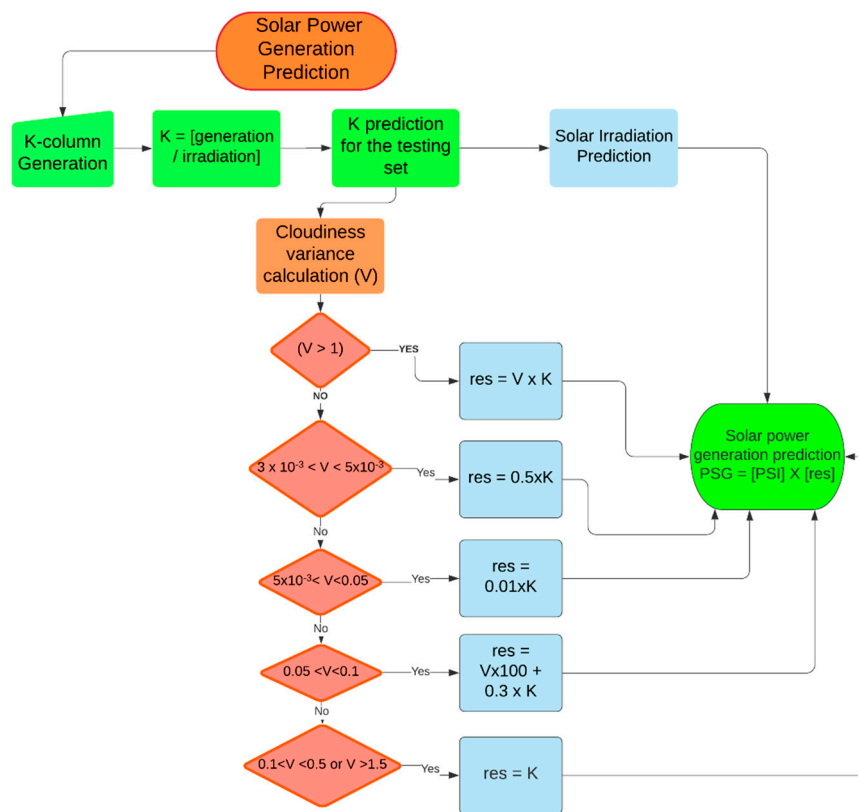 Solar Power
Generation
Prediction
K-column
Generation
K = [generation
/ irradiation]
K prediction
for the testing
set
Solar Irradiation
Prediction
Cloudiness
variance
calculation (V)
(V > 1)
YES
res = V x K
NO
3 x 10⁻³ < V < 5x10⁻³
Yes
res = 0.5xK
Solar power
generation prediction
PSG = [PSI] X [res]
No
5x10⁻³< V<0.05
Yes
res =
0.01xK
No
0.05 <V<0.1
Yes
res =
Vx100 +
0.3 x K
No
0.1<V <0.5 or V >1.5
Yes
res = K